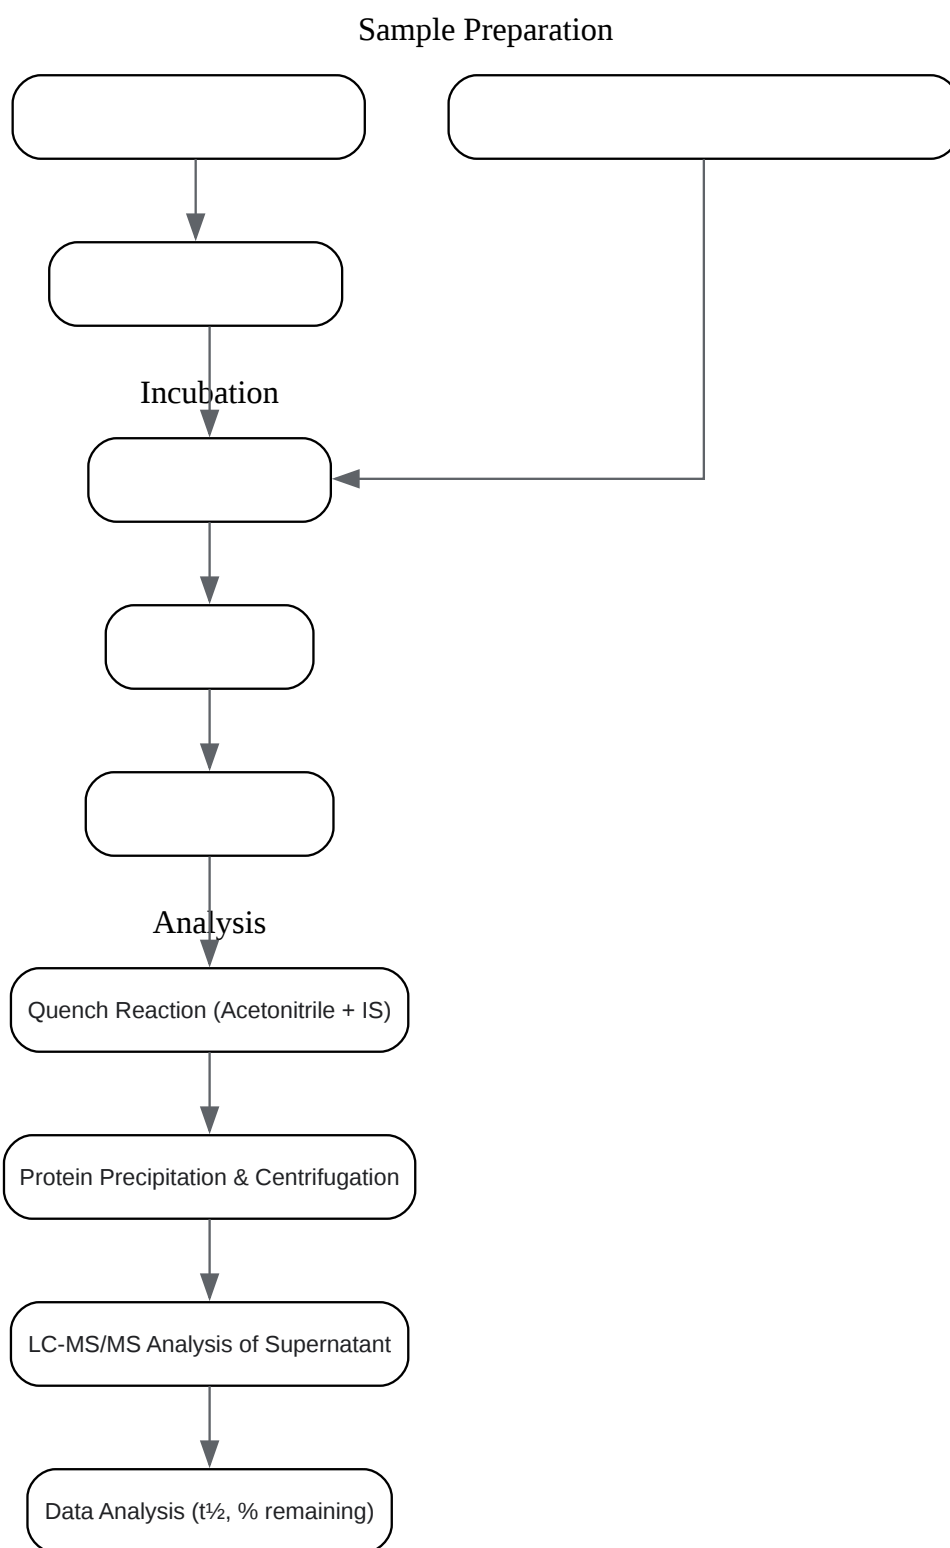 Sample Preparation
Incubation
Analysis
Quench Reaction (Acetonitrile + IS)
Protein Precipitation & Centrifugation
LC-MS/MS Analysis of Supernatant
Data Analysis (t½, % remaining)